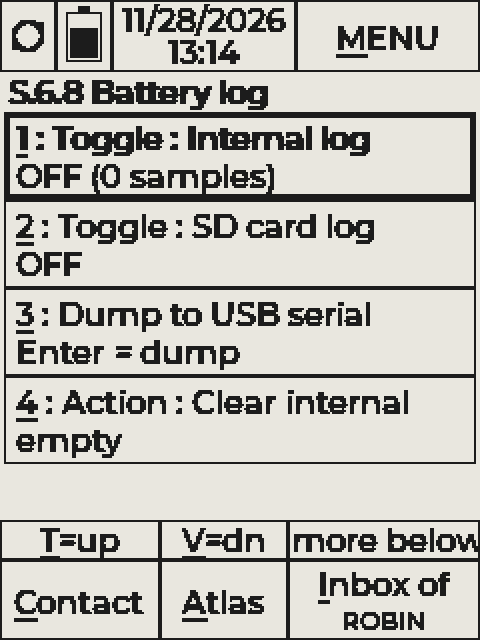 11/28/2026
13:14
MENU
S.6.8 Battery log
1 : Toggle : Internal log
OFF (0 samples)
2 : Toggle : SD card log
OFF
3 : Dump to USB serial
Enter = dump
4 : Action : Clear internal
empty
T=up
V=dn
more below
Contact
Atlas
Inbox of
ROBIN